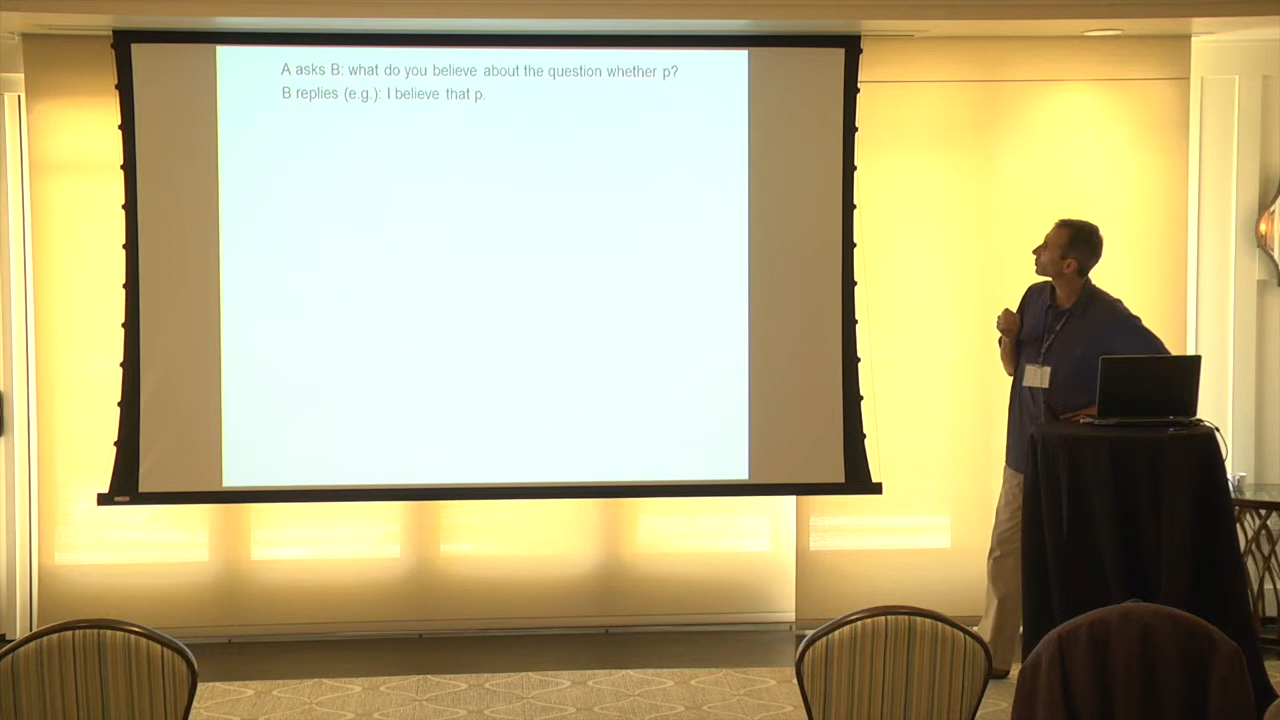 A asks B: what do you believe about the question whether p?
B replies (e.g.): I believe that p.